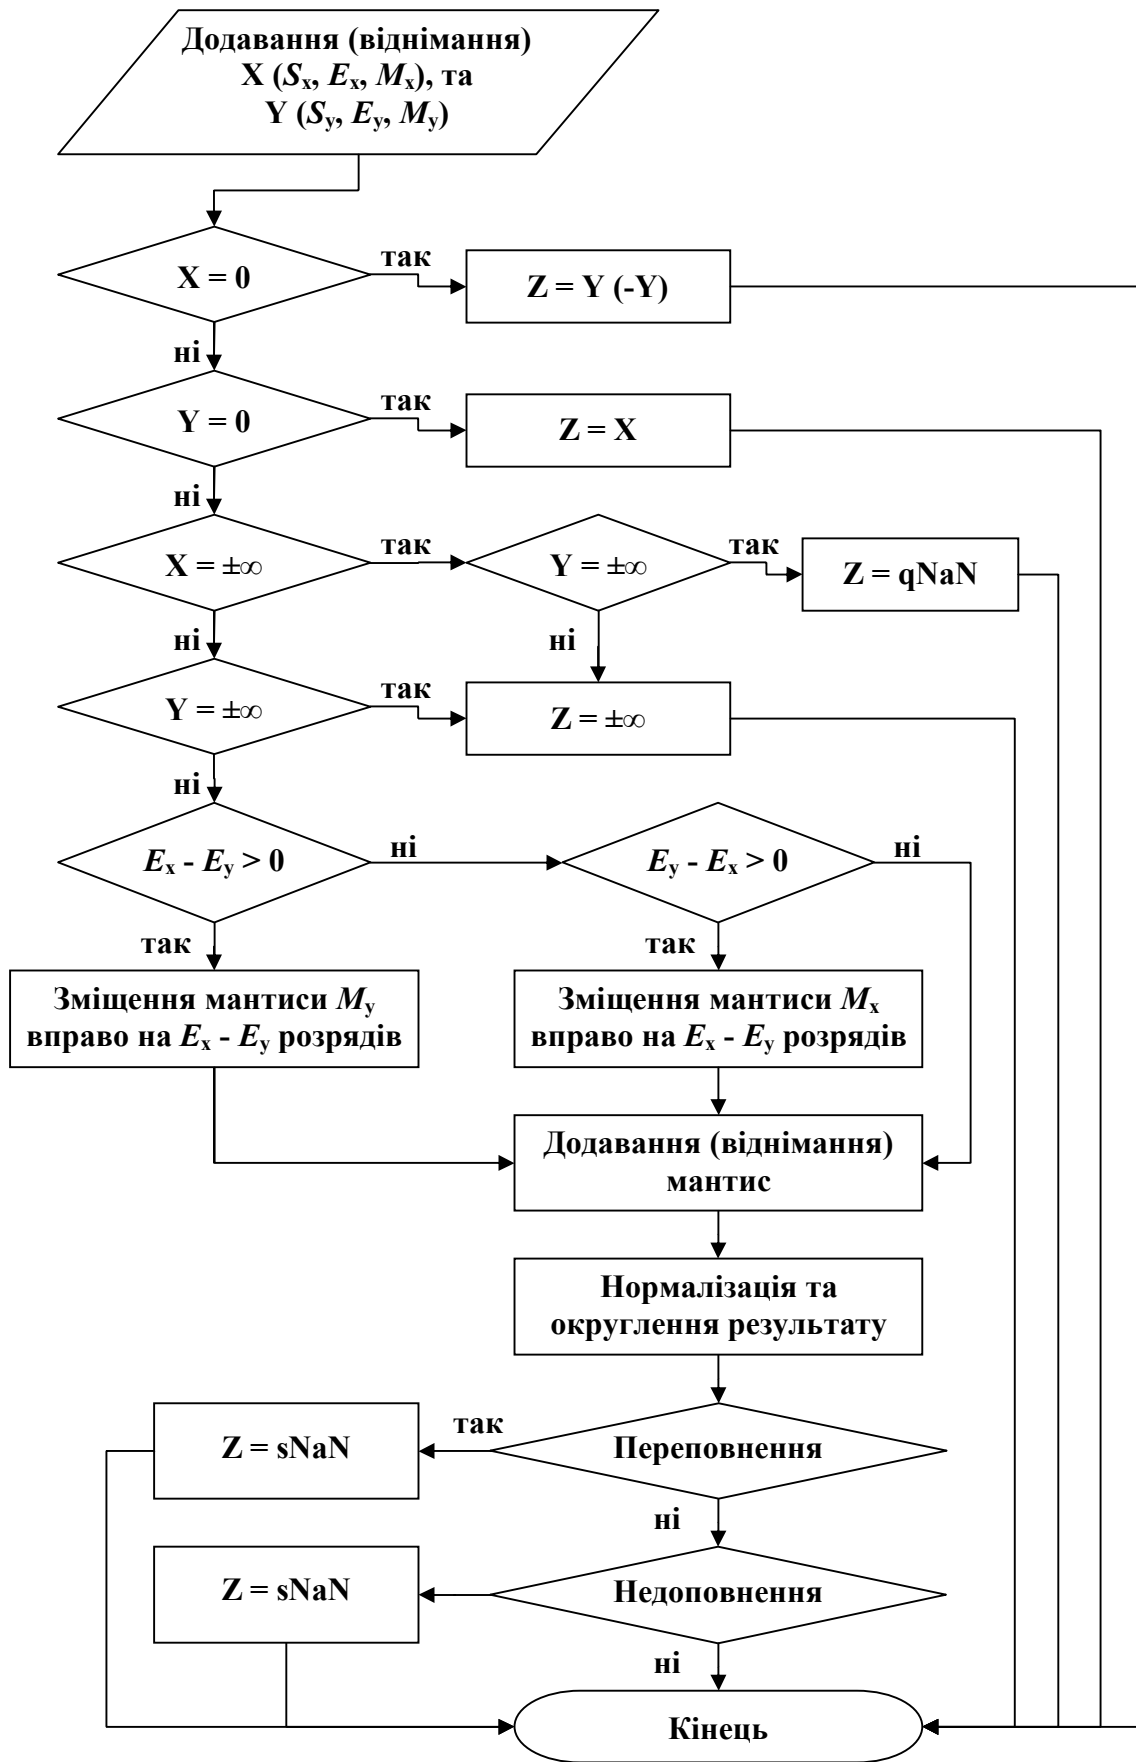 Додавання (віднімання)
X (Sx, Ex, Mx), та
Y (Sy, Ey, My)
X = 0
так
Z = Y (-Y)
ні
Y = 0
так
Z = X
ні
X = ±∞
так
Y = ±∞
так
Z = qNaN
ні
ні
Y = ±∞
так
Z = ±∞
ні
Ex - Ey > 0
ні
Ey - Ex > 0
ні
так
так
Зміщення мантиси My
вправо на Ex - Ey розрядів
Зміщення мантиси Mx
вправо на Ex - Ey розрядів
Додавання (віднімання)
мантис
Нормалізація та
округлення результату
Z = sNaN
так
Переповнення
ні
Z = sNaN
Недоповнення
ні
Кінець